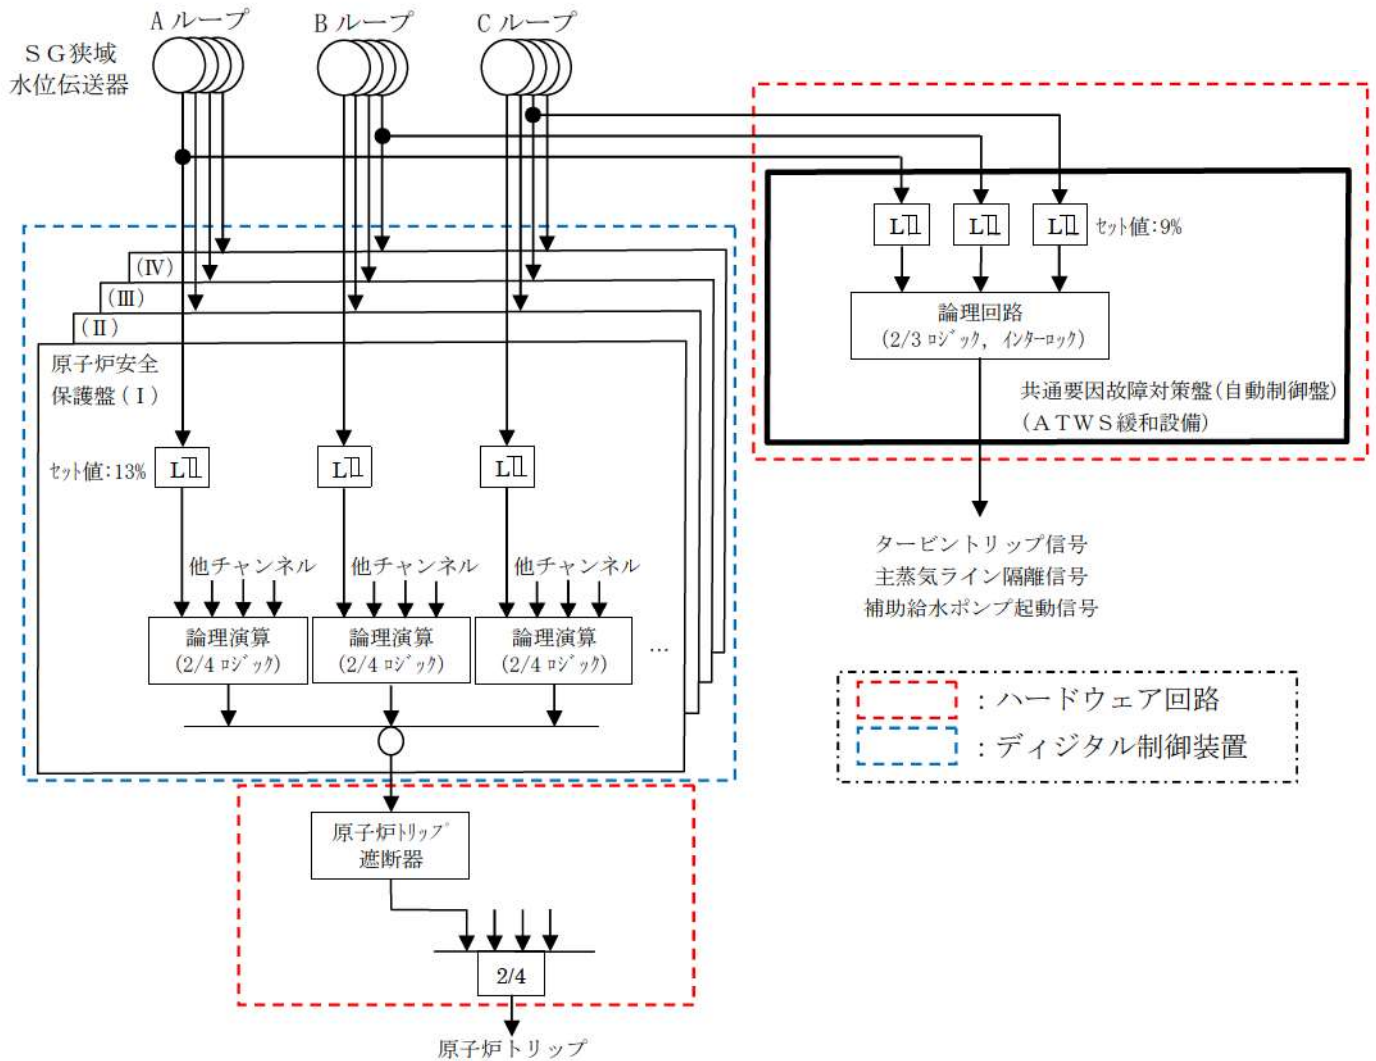 A ループ
B ループ
C ループ
ＳＧ狭域
水位伝送器
L
L
L
セット値:9%
論理回路
(2/3 ロジック, インターロック)
共通要因故障対策盤(自動制御盤)
(ＡＴＷＳ緩和設備)
タービントリップ信号
主蒸気ライン隔離信号
補助給水ポンプ起動信号
(Ⅳ)
(Ⅲ)
(Ⅱ)
原子炉安全
保護盤(Ⅰ)
セット値:13%
L
L
L
他チャンネル
他チャンネル
他チャンネル
論理演算
(2/4 ロジック)
論理演算
(2/4 ロジック)
論理演算
(2/4 ロジック)
…
：ハードウェア回路
：ディジタル制御装置
原子炉トリップ
遮断器
2/4
原子炉トリップ